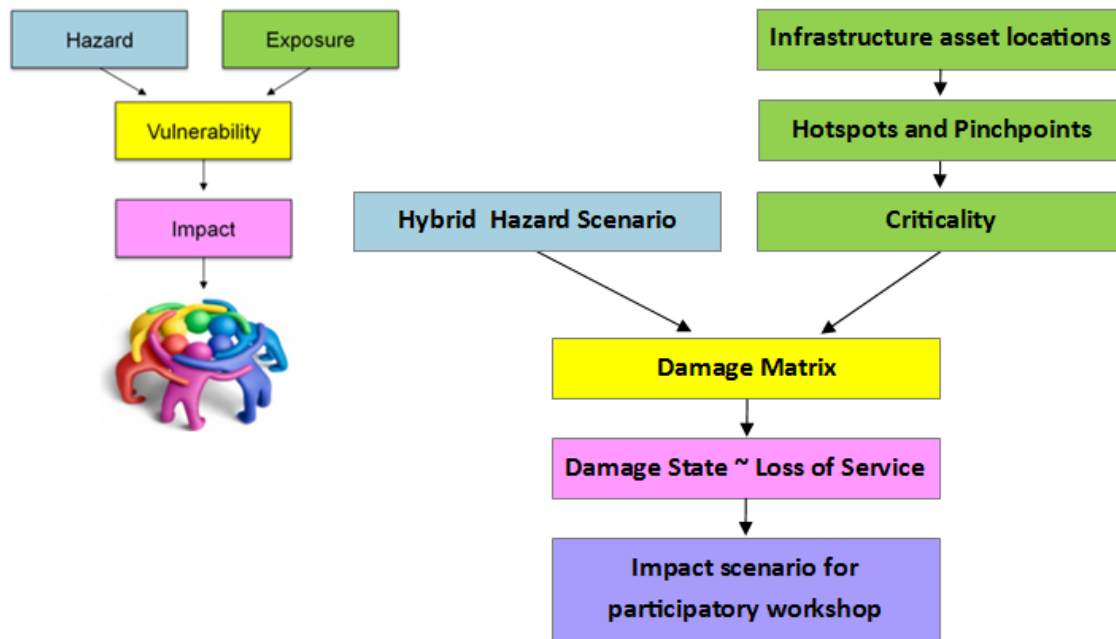 Hazard
Exposure
Vulnerability
Impact
Infrastructure asset locations
Hotspots and Pinchpoints
Hybrid  Hazard Scenario
Criticality
Damage Matrix
Damage State ~ Loss of Service
Impact scenario for
participatory workshop